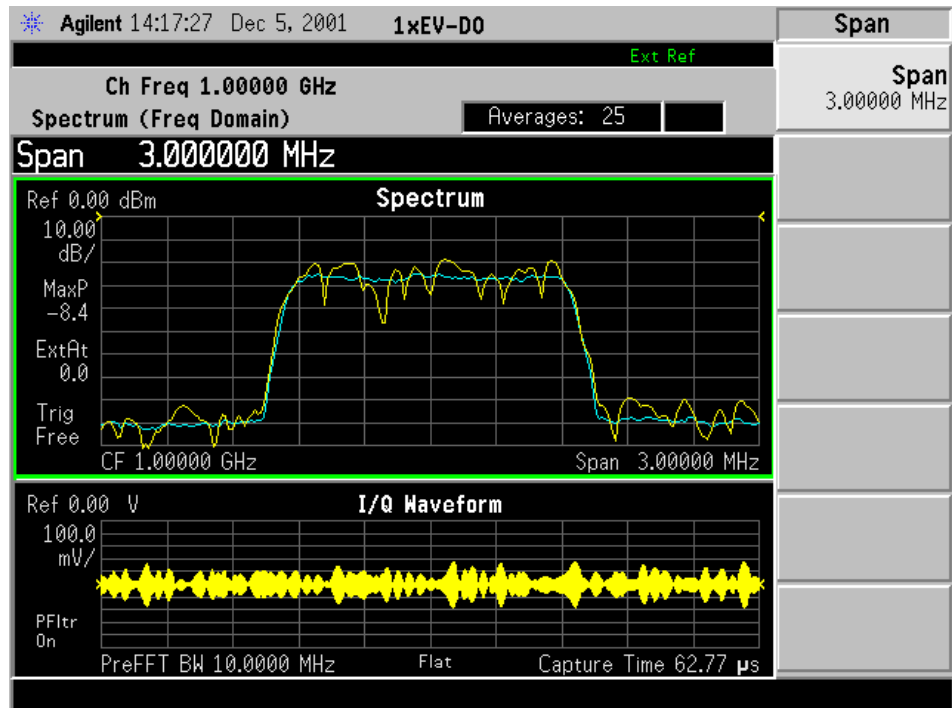 Agilent 14:17:27 Dec 5, 2001 1xEV-DO Span
Ext Ref
Ch Freq 1.00000 GHz
Spectrum (Freq Domain)
Averages: 25
Span
3.00000 MHz
Span 3.000000 MHz
Ref 0.00 dBm Spectrum
10.00
dB/
MaxP
-8.4
ExtAt
0.0
Trig
Free
CF 1.00000 GHz Span 3.00000 MHz
Ref 0.00 V I/Q Waveform
100.0
mV/
PFltr
On
PreFFT BW 10.0000 MHz Flat Capture Time 62.77 µs